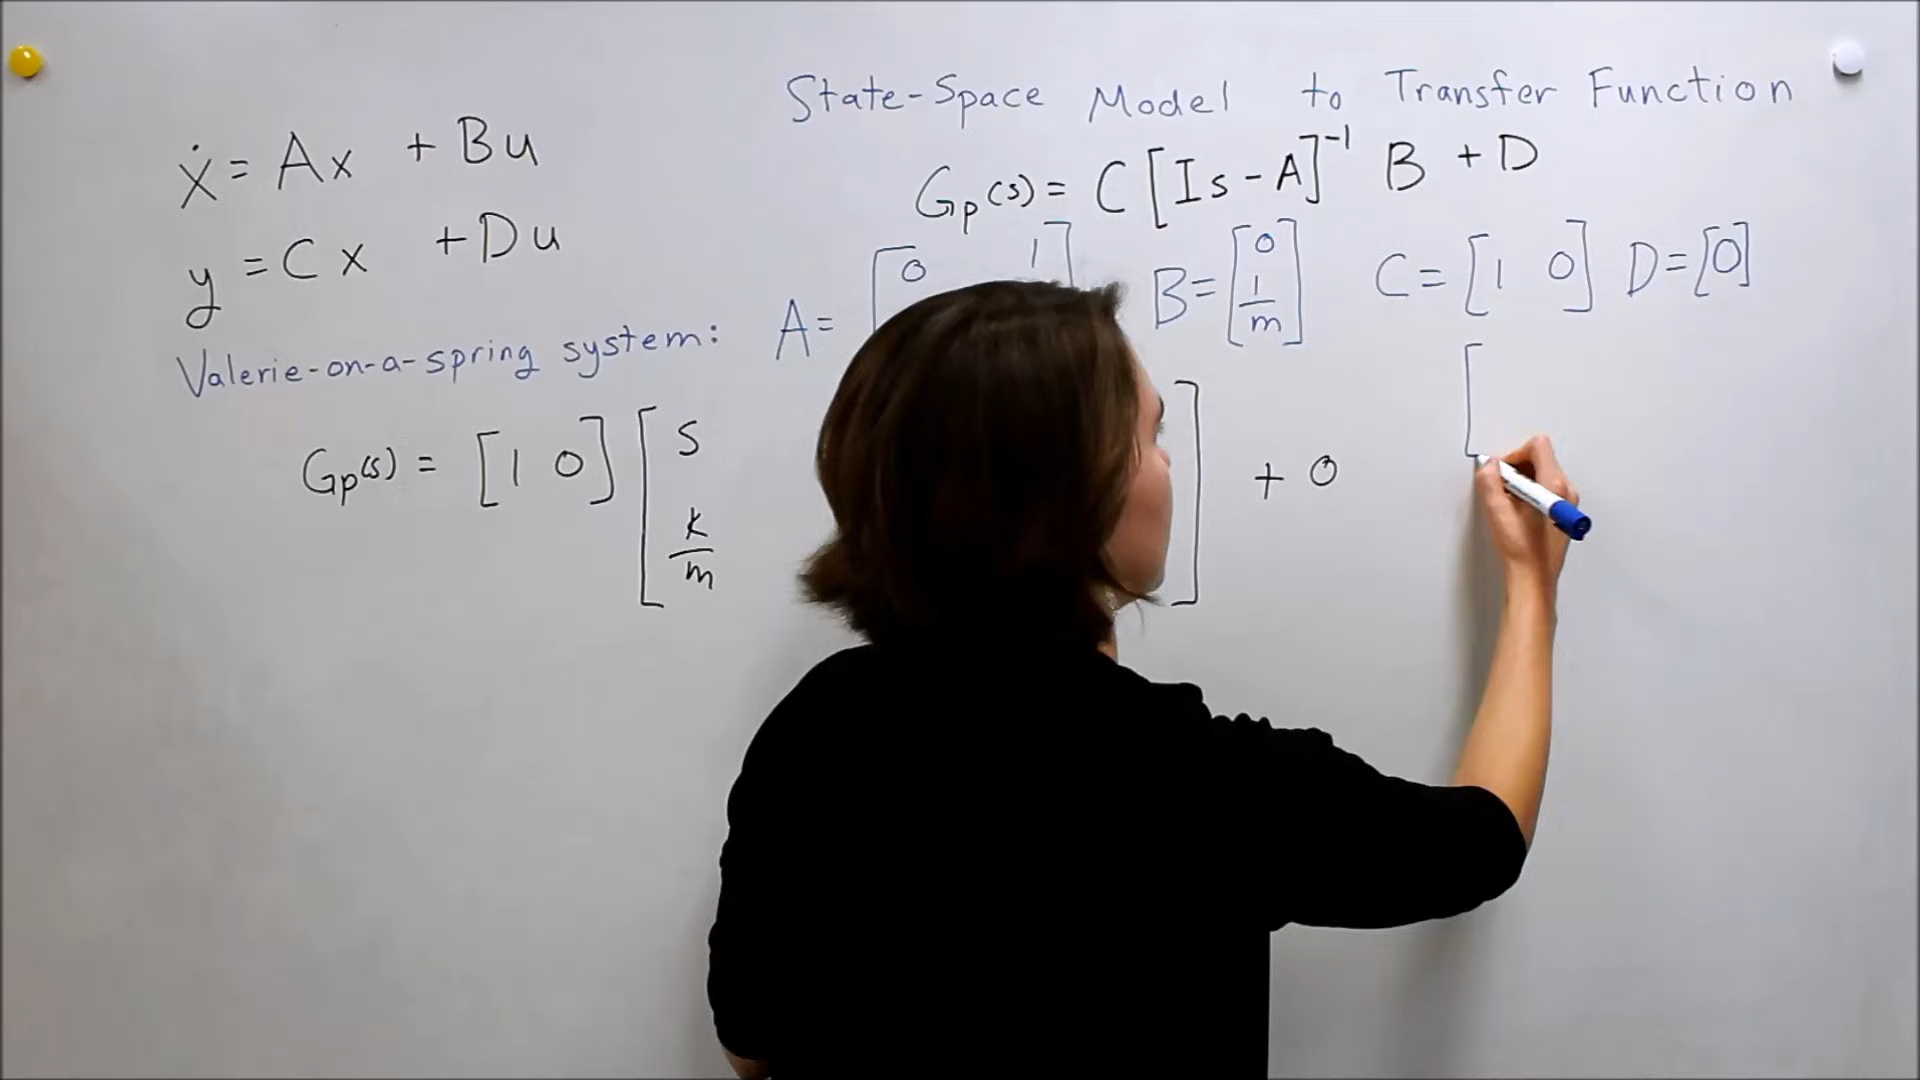 State-Space Model to Transfer Function
ẋ = Ax + Bu
y = Cx + Du
Gp(s) = C [Is - A]⁻¹ B + D
Valerie-on-a-spring system:
A = [0 1]
B = [0 1/m]
C = [1 0]
D = [0]
Gp(s) = [1 0] [s
k/m
] + 0
[